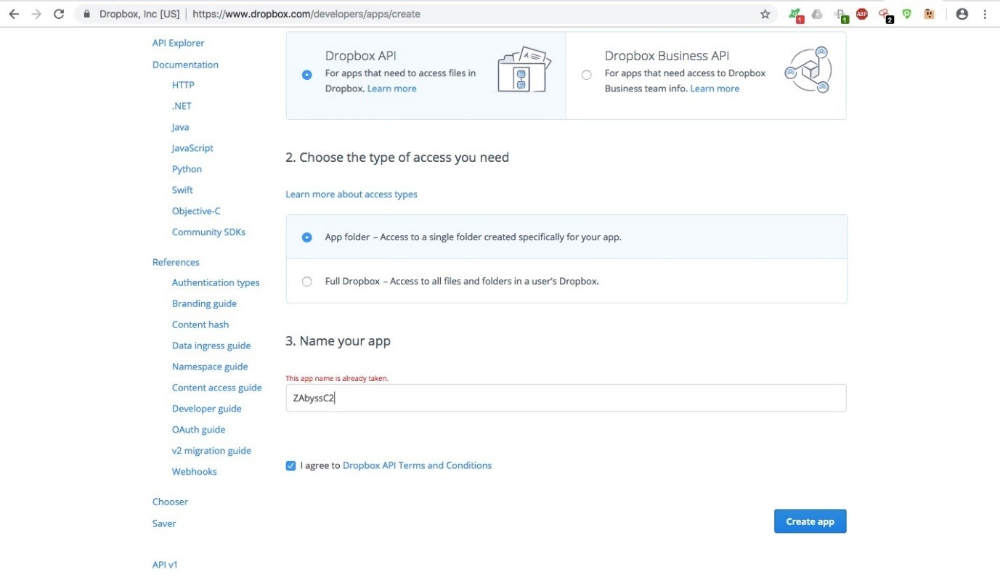 Dropbox, Inc [US] | https://www.dropbox.com/developers/apps/create
1
1
ABP
2
API Explorer
Documentation
HTTP
.NET
Java
JavaScript
Python
Swift
Objective-C
Community SDKs
References
Authentication types
Branding guide
Content hash
Data ingress guide
Namespace guide
Content access guide
Developer guide
OAuth guide
v2 migration guide
Webhooks
Chooser
Saver
API v1
Dropbox API
For apps that need to access files in
Dropbox. Learn more
Dropbox Business API
For apps that need access to Dropbox
Business team info. Learn more
2. Choose the type of access you need
Learn more about access types
App folder – Access to a single folder created specifically for your app.
Full Dropbox – Access to all files and folders in a user's Dropbox.
3. Name your app
This app name is already taken.
ZAbyssC2
I agree to Dropbox API Terms and Conditions
Create app